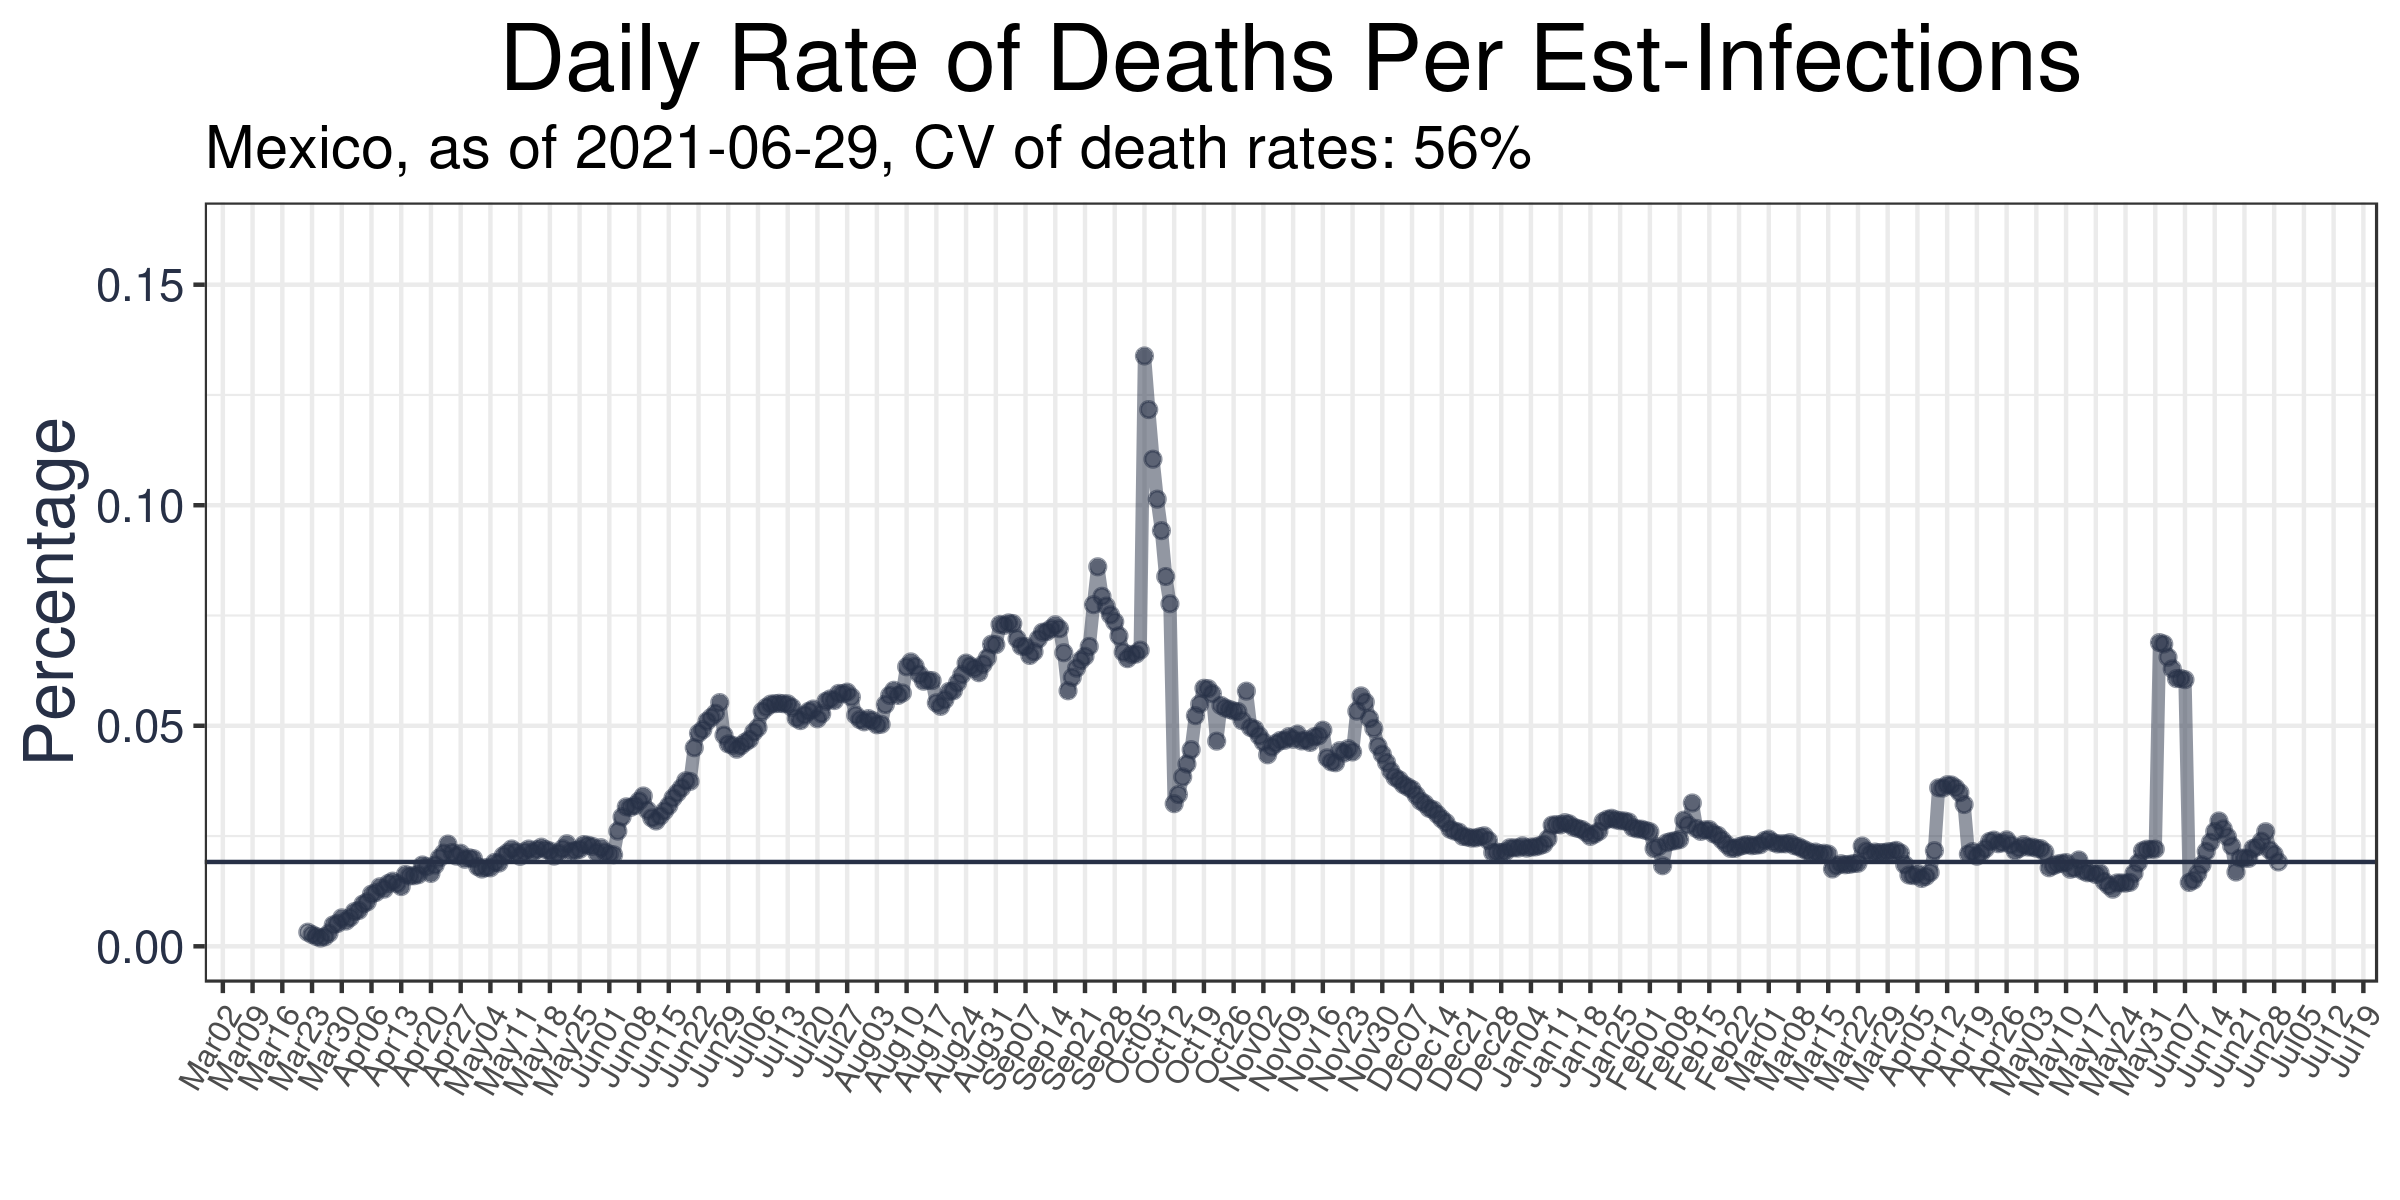 Daily Rate of Deaths Per Est-Infections
Mexico, as of 2021-06-29, CV of death rates: 56%
Percentage
0.15
0.10
0.05
0.00
Mar02
Mar09
Mar16
Mar23
Mar30
Apr06
Apr13
Apr20
Apr27
May04
May11
May18
May25
Jun01
Jun08
Jun15
Jun22
Jun29
Jul06
Jul13
Jul20
Jul27
Aug03
Aug10
Aug17
Aug24
Aug31
Sep07
Sep14
Sep21
Sep28
Oct05
Oct12
Oct19
Oct26
Nov02
Nov09
Nov16
Nov23
Nov30
Dec07
Dec14
Dec21
Dec28
Jan04
Jan11
Jan18
Jan25
Feb01
Feb08
Feb15
Feb22
Mar01
Mar08
Mar15
Mar22
Mar29
Apr05
Apr12
Apr19
Apr26
May03
May10
May17
May24
May31
Jun07
Jun14
Jun21
Jun28
Jul05
Jul12
Jul19